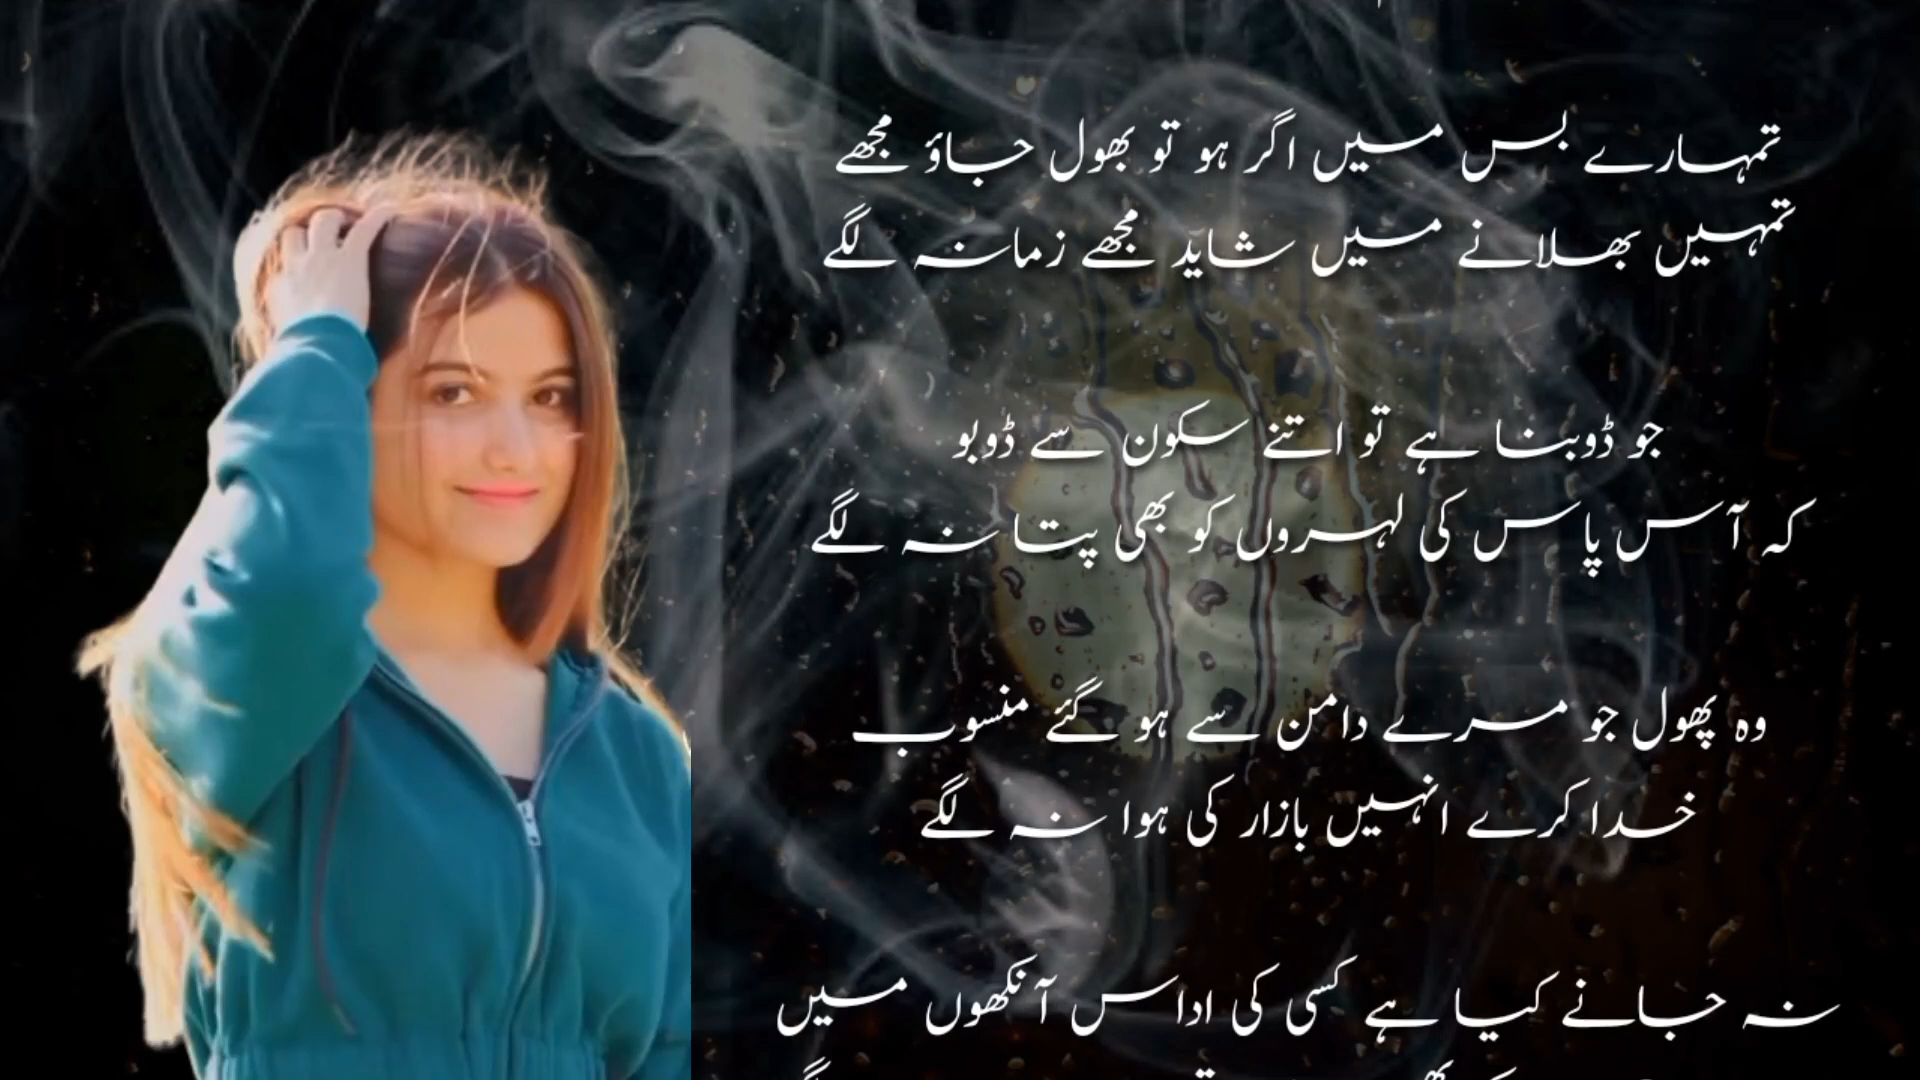 تمہارے بس میں اگر ہو تو بھول جاؤ مجھے
تمہیں بھلانے میں شاید مجھے زمانہ لگے
جو ڈوبنا ہے تو اتنے سکون سے ڈوبو
کہ آس پاس کی لہروں کو بھی پتا نہ لگے
وہ پھول جو مرے دامن سے ہو گئے منسوب
خدا کرے انہیں بازار کی ہوا نہ لگے
نہ جانے کیا ہے کسی کی اداس آنکھوں میں